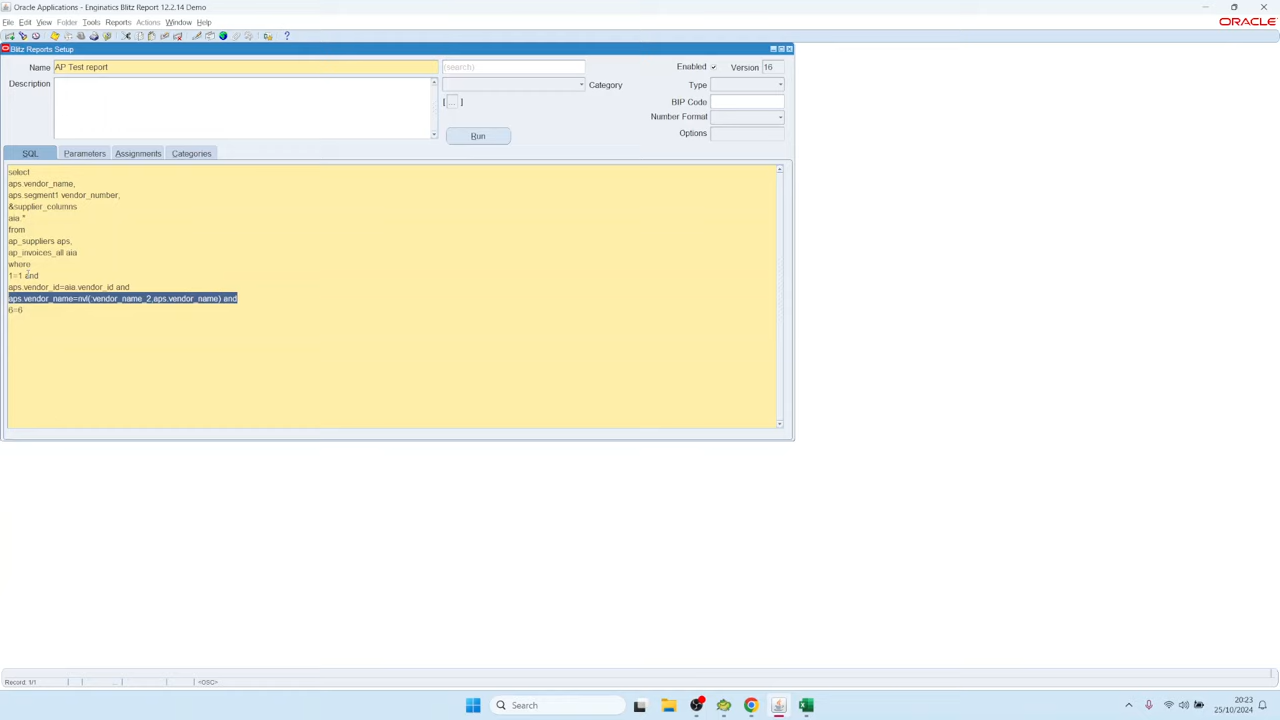 Oracle Applications - Enginatics Blitz Report 12.2.14 Demo
File Edit View Folder Tools Reports Actions Window Help
ORACLE
Blitz Reports Setup
Name AP Test report (search) Enabled Version 16
Description Category Type
[ ... ] BIP Code
Number Format
Run Options
SQL Parameters Assignments Categories
select
aps.vendor_name,
aps.segment1 vendor_number,
&supplier_columns
aia.*
from
ap_suppliers aps,
ap_invoices_all aia
where
1=1 and
aps.vendor_id=aia.vendor_id and
aps.vendor_name=nvl(:vendor_name_2,aps.vendor_name) and
6=6
Record: 1/1 ... <OSC>
Search
20:23
25/10/2024